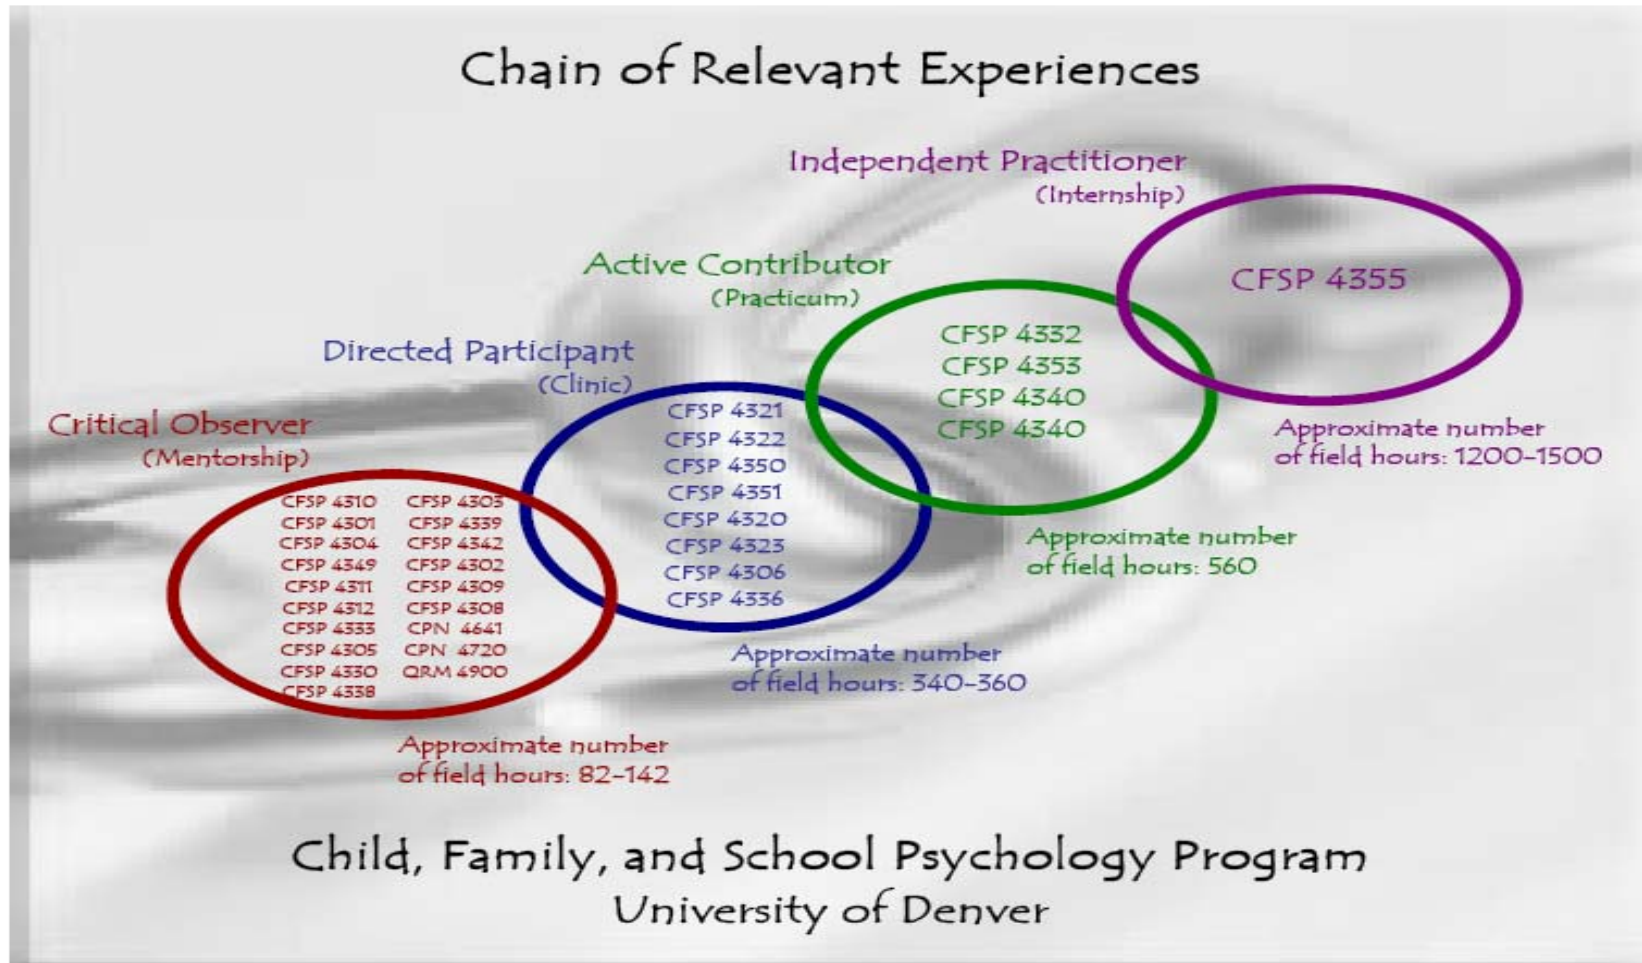 Chain of Relevant Experiences
Independent Practitioner
(Internship)
CFSP 4355
Approximate number
of field hours: 1200-1500
Active Contributor
(Practicum)
CFSP 4332
CFSP 4353
CFSP 4340
CFSP 4340
Approximate number
of field hours: 560
Directed Participant
(Clinic)
CFSP 4321
CFSP 4322
CFSP 4350
CFSP 4351
CFSP 4320
CFSP 4323
CFSP 4306
CFSP 4336
Approximate number
of field hours: 340-360
Critical Observer
(Mentorship)
CFSP 4310 CFSP 4303
CFSP 4301 CFSP 4339
CFSP 4304 CFSP 4342
CFSP 4349 CFSP 4302
CFSP 4311 CFSP 4309
CFSP 4312 CFSP 4308
CFSP 4333 CPN 4641
CFSP 4305 CPN 4720
CFSP 4330 QRM 4900
CFSP 4338
Approximate number
of field hours: 82-142
Child, Family, and School Psychology Program
University of Denver